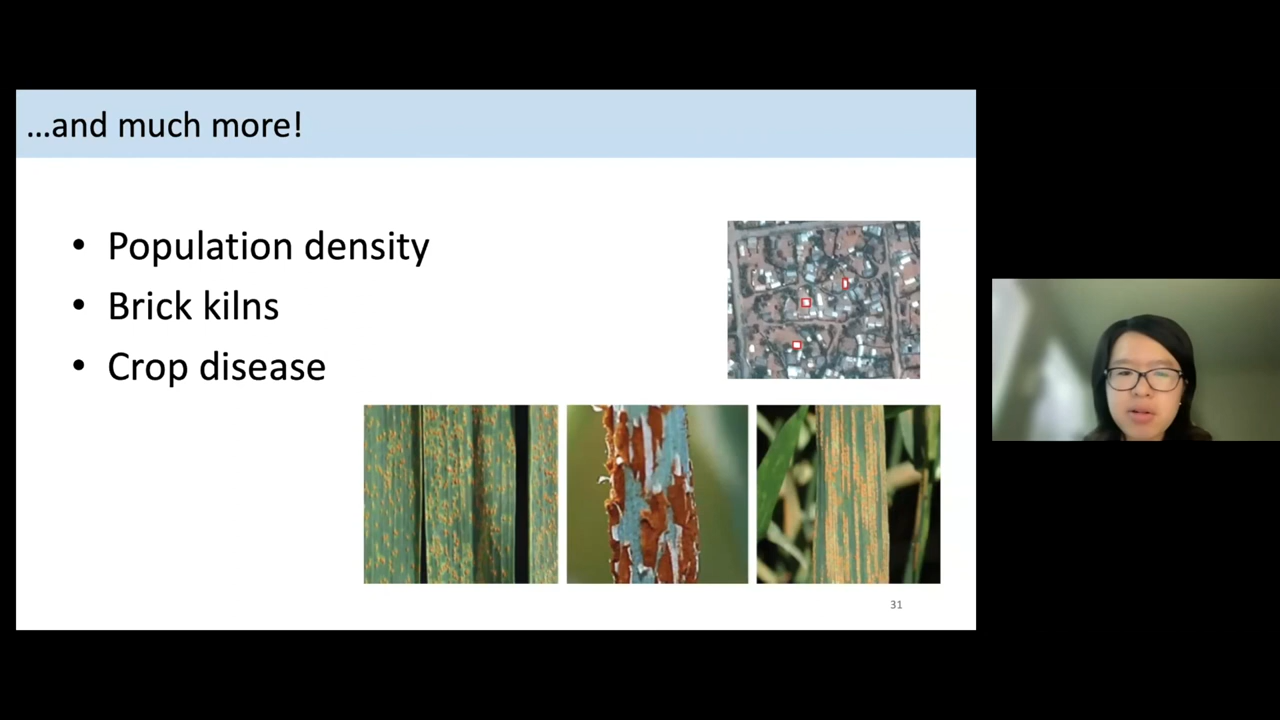 ...and much more!
• Population density
• Brick kilns
• Crop disease
31